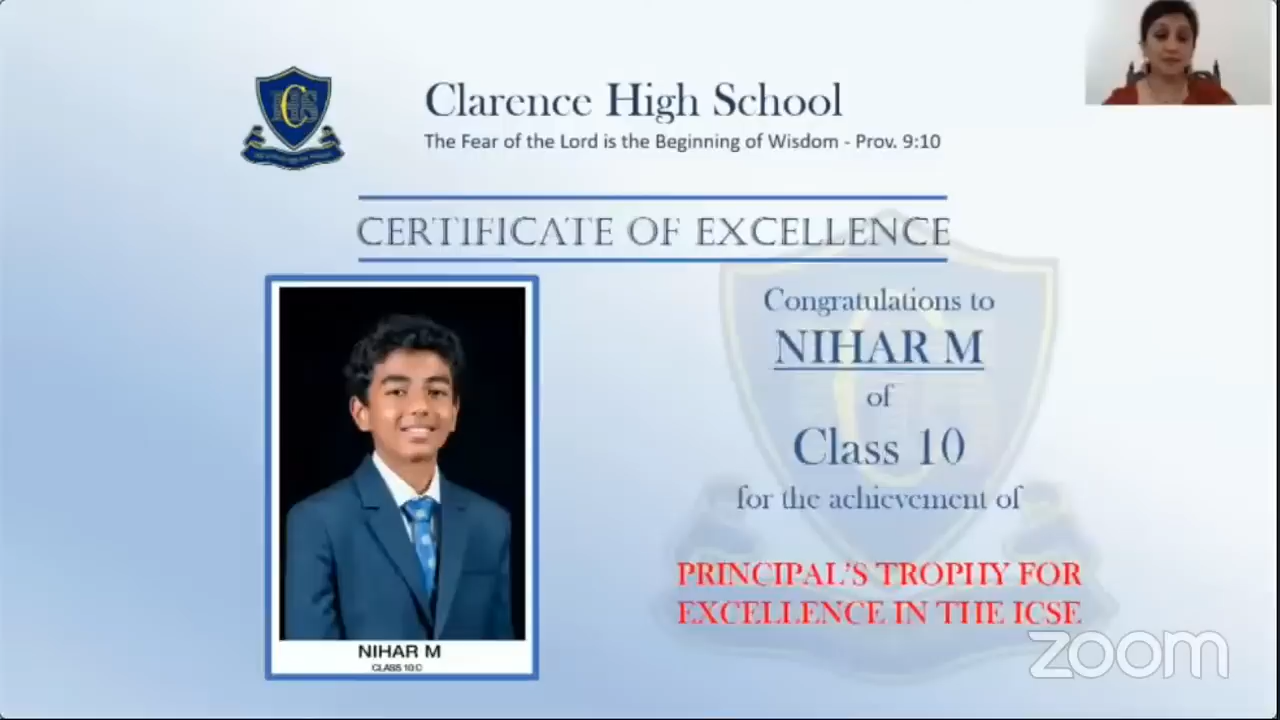 Clarence High School
The Fear of the Lord is the Beginning of Wisdom - Prov. 9:10
CERTIFICATE OF EXCELLENCE
Congratulations to
NIHAR M
of
Class 10
for the achievement of
PRINCIPAL'S TROPHY FOR
EXCELLENCE IN THE ICSE
NIHAR M
CLASS 10 C
zoom